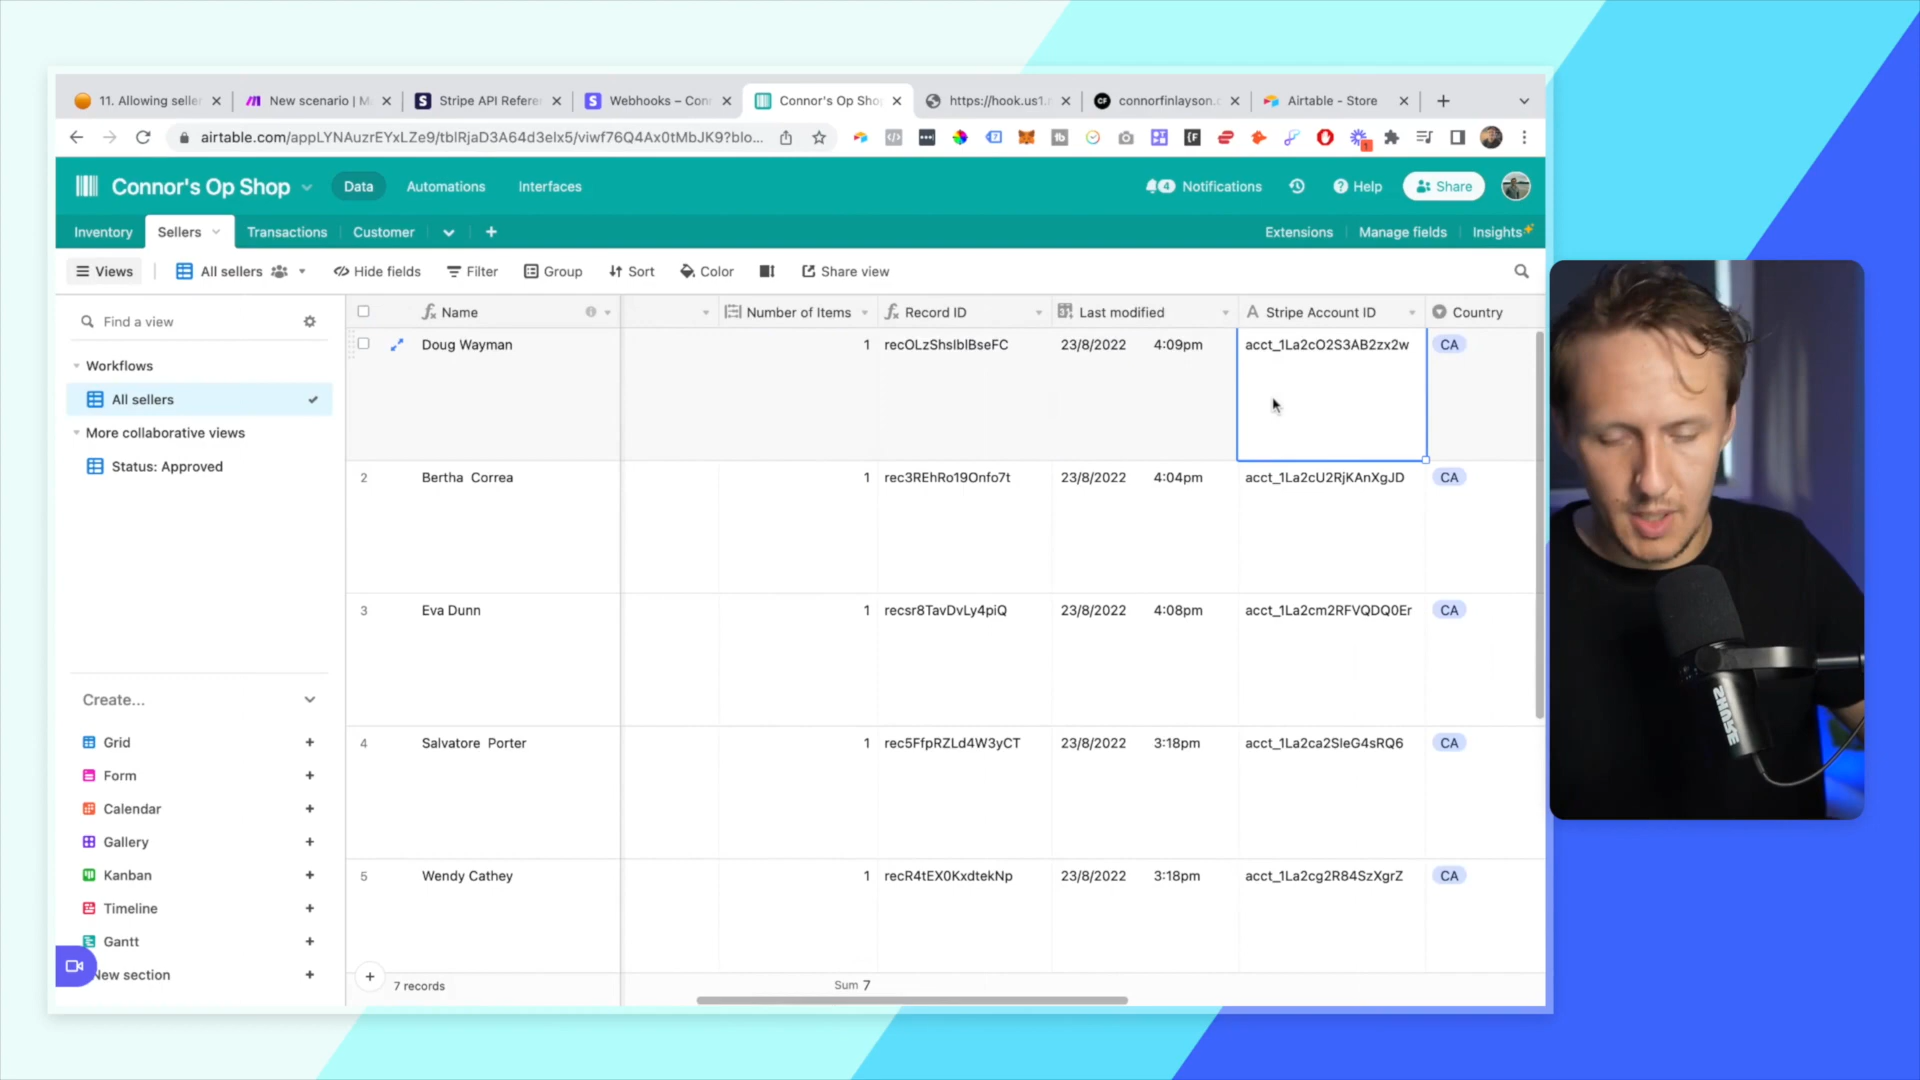 11. Allowing seller
New scenario | M
Stripe API Refere
Webhooks – Con
Connor's Op Sho
https://hook.us1.
connorfinlayson.c
Airtable - Store
airtable.com/appLYNAuzrEYxLZe9/tblRjaD3A64d3elx5/viwf76Q4Ax0tMbJK9?blo...
Connor's Op Shop
Data
Automations
Interfaces
4
Notifications
Help
Share
Inventory
Sellers
Transactions
Customer
Extensions
Manage fields
Insights
Views
All sellers
Hide fields
Filter
Group
Sort
Color
Share view
Find a view
Workflows
All sellers
More collaborative views
Status: Approved
Create...
Grid
Form
Calendar
Gallery
Kanban
Timeline
Gantt
New section
Name
Number of Items
Record ID
Last modified
Stripe Account ID
Country
Doug Wayman 1 recOLzShslblBseFC 23/8/2022 4:09pm acct_1La2cO2S3AB2zx2w CA
2 Bertha Correa 1 rec3REhRo19Onfo7t 23/8/2022 4:04pm acct_1La2cU2RjKAnXgJD CA
3 Eva Dunn 1 recsr8TavDvLy4piQ 23/8/2022 4:08pm acct_1La2cm2RFVQDQ0Er CA
4 Salvatore Porter 1 rec5FfpRZLd4W3yCT 23/8/2022 3:18pm acct_1La2ca2SIeG4sRQ6 CA
5 Wendy Cathey 1 recR4tEX0KxdtekNp 23/8/2022 3:18pm acct_1La2cg2R84SzXgrZ CA
7 records
Sum 7
SHURE